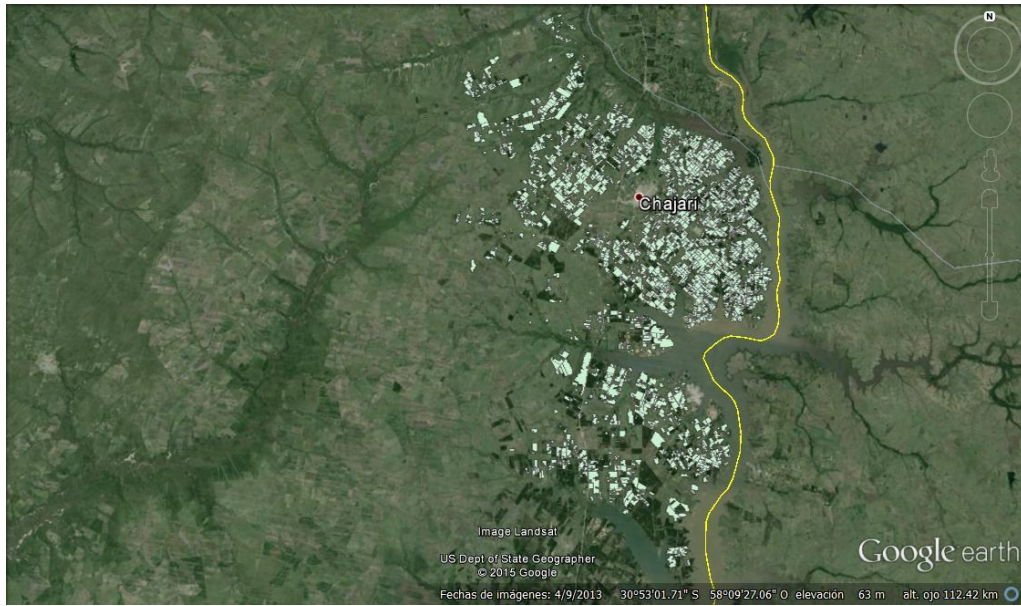 N
Chajari
Image Landsat
US Dept of State Geographer
© 2015 Google
Google earth
Fechas de imágenes: 4/9/2013 30°53'01.71" S 58°09'27.06" O elevación 63 m alt. ojo 112.42 km